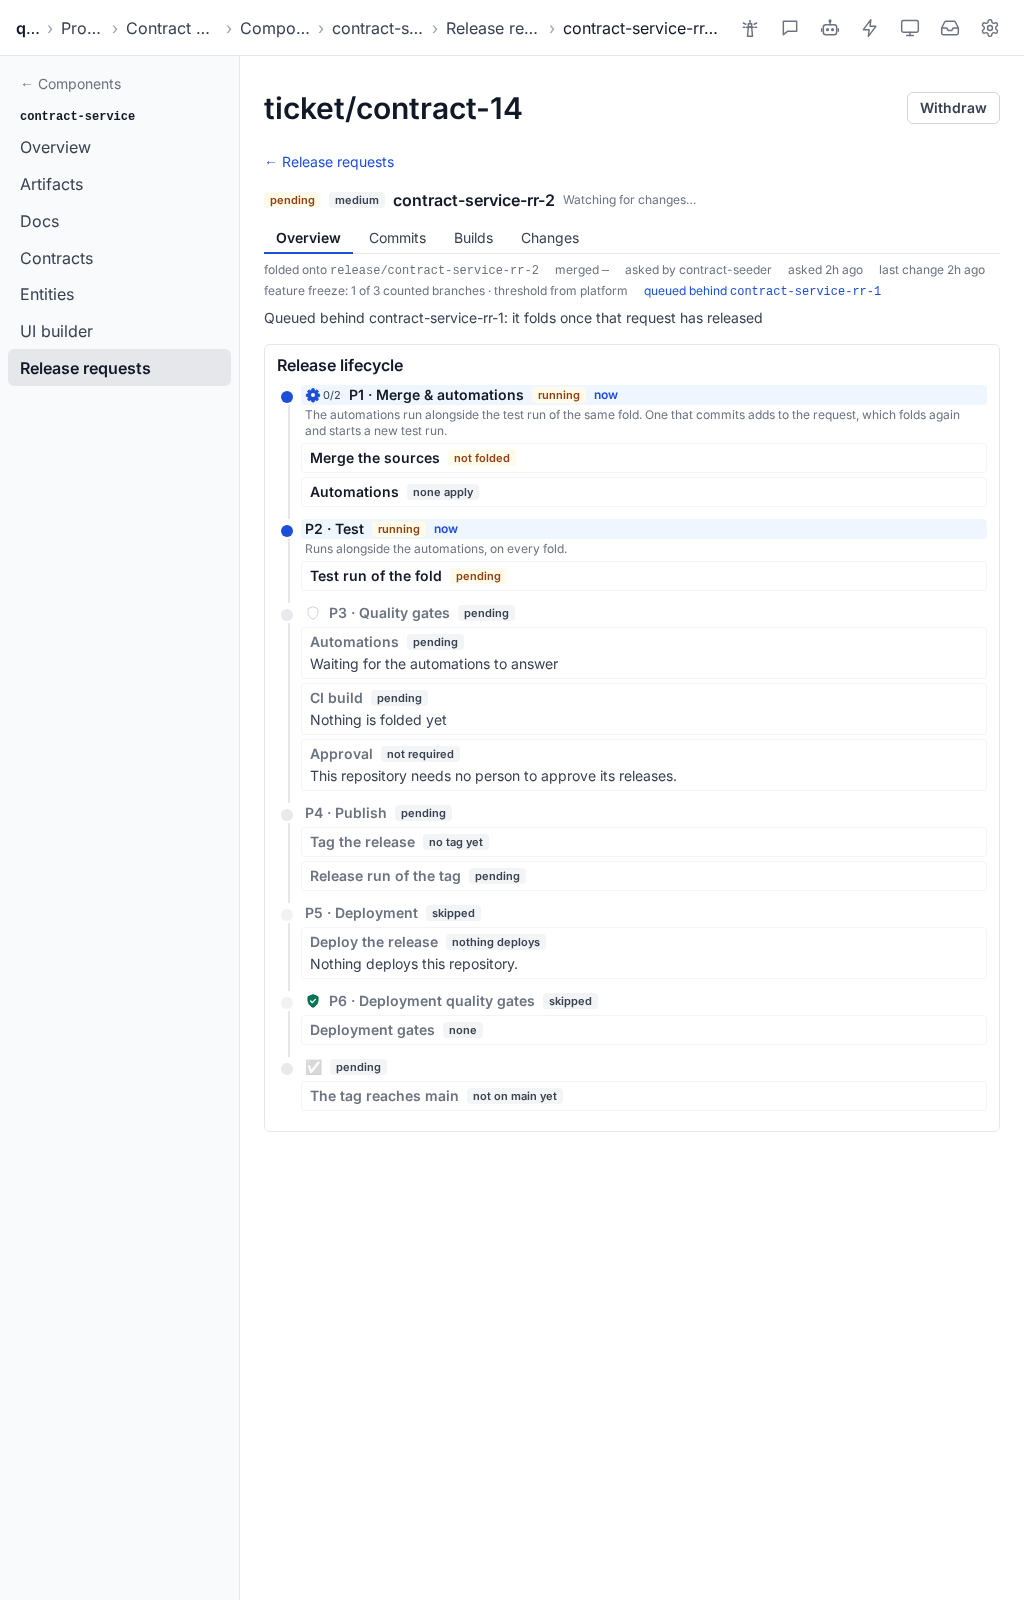 q... › Pro... › Contract ... › Compo... › contract-s... › Release re... › contract-service-rr...
← Components
contract-service
Overview
Artifacts
Docs
Contracts
Entities
UI builder
Release requests
ticket/contract-14
Withdraw
← Release requests
pending medium contract-service-rr-2 Watching for changes...
Overview Commits Builds Changes
folded onto release/contract-service-rr-2 merged — asked by contract-seeder asked 2h ago last change 2h ago
feature freeze: 1 of 3 counted branches · threshold from platform queued behind contract-service-rr-1
Queued behind contract-service-rr-1: it folds once that request has released
Release lifecycle
0/2 P1 · Merge & automations running now
The automations run alongside the test run of the same fold. One that commits adds to the request, which folds again
and starts a new test run.
Merge the sources not folded
Automations none apply
P2 · Test running now
Runs alongside the automations, on every fold.
Test run of the fold pending
P3 · Quality gates pending
Automations pending
Waiting for the automations to answer
CI build pending
Nothing is folded yet
Approval not required
This repository needs no person to approve its releases.
P4 · Publish pending
Tag the release no tag yet
Release run of the tag pending
P5 · Deployment skipped
Deploy the release nothing deploys
Nothing deploys this repository.
P6 · Deployment quality gates skipped
Deployment gates none
pending
The tag reaches main not on main yet